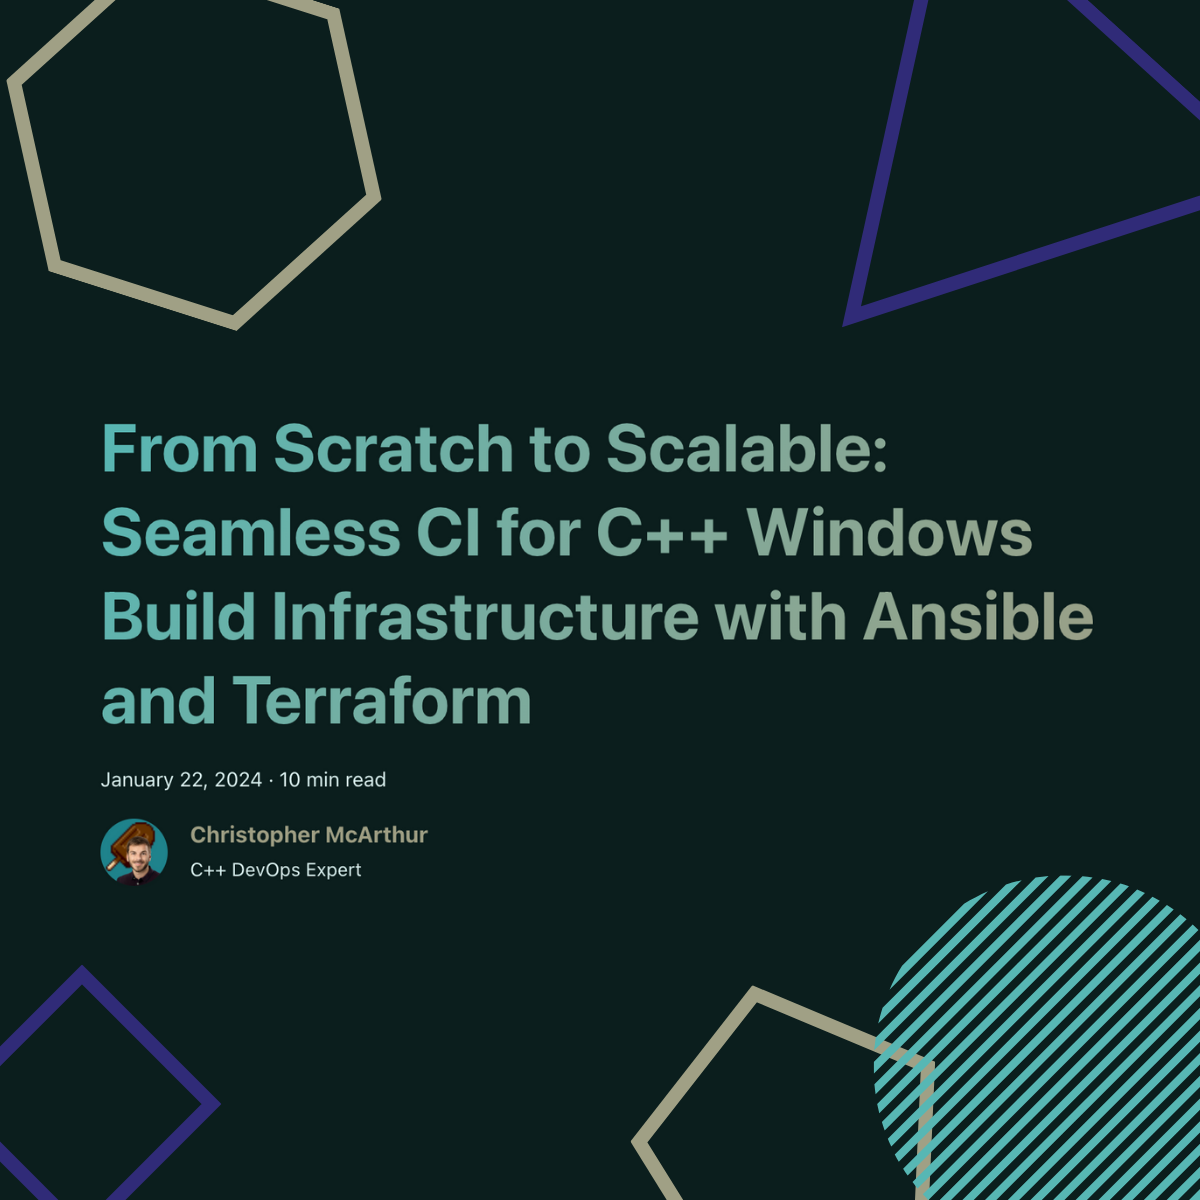 From Scratch to Scalable:
Seamless CI for C++ Windows
Build Infrastructure with Ansible
and Terraform
January 22, 2024 · 10 min read
Christopher McArthur
C++ DevOps Expert